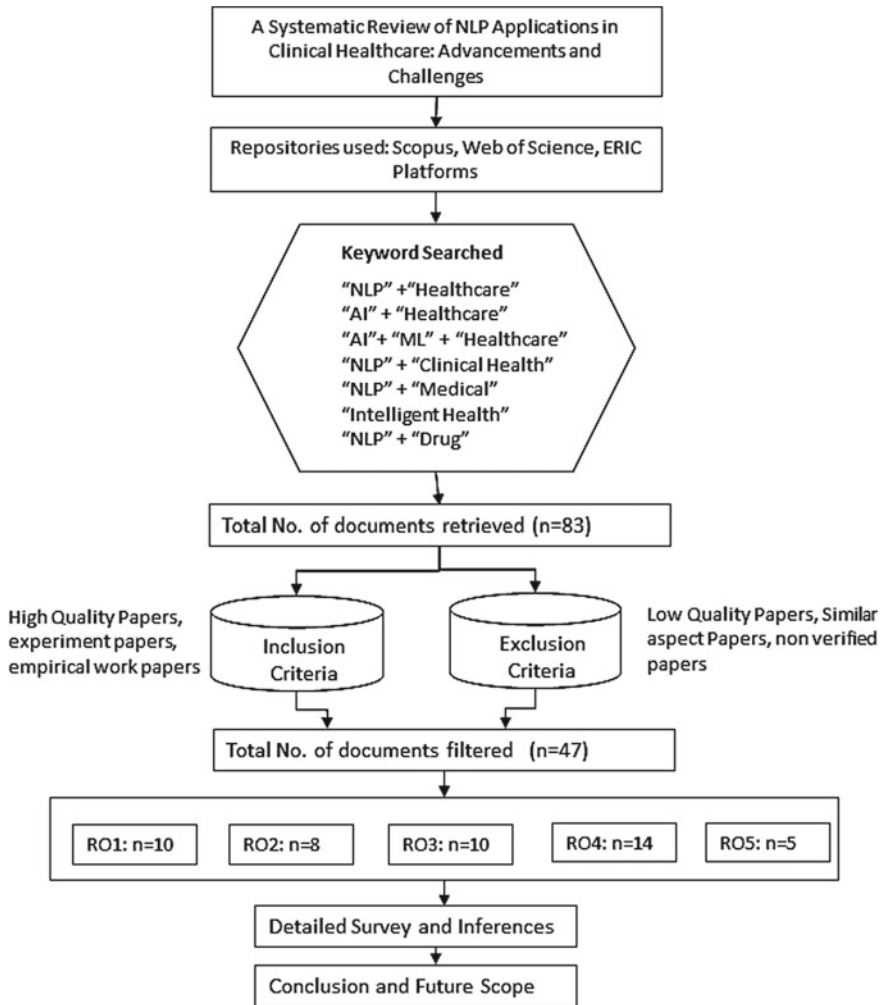 A Systematic Review of NLP Applications in
Clinical Healthcare: Advancements and
Challenges
Repositories used: Scopus, Web of Science, ERIC
Platforms
Keyword Searched
“NLP” +“Healthcare”
“AI” + “Healthcare”
“AI”+ “ML” + “Healthcare”
“NLP” + “Clinical Health”
“NLP” + “Medical”
“Intelligent Health”
“NLP” + “Drug”
Total No. of documents retrieved (n=83)
High Quality Papers,
experiment papers,
empirical work papers
Inclusion
Criteria
Exclusion
Criteria
Low Quality Papers, Similar
aspect Papers, non verified
papers
Total No. of documents filtered (n=47)
RO1: n=10
RO2: n=8
RO3: n=10
RO4: n=14
RO5: n=5
Detailed Survey and Inferences
Conclusion and Future Scope